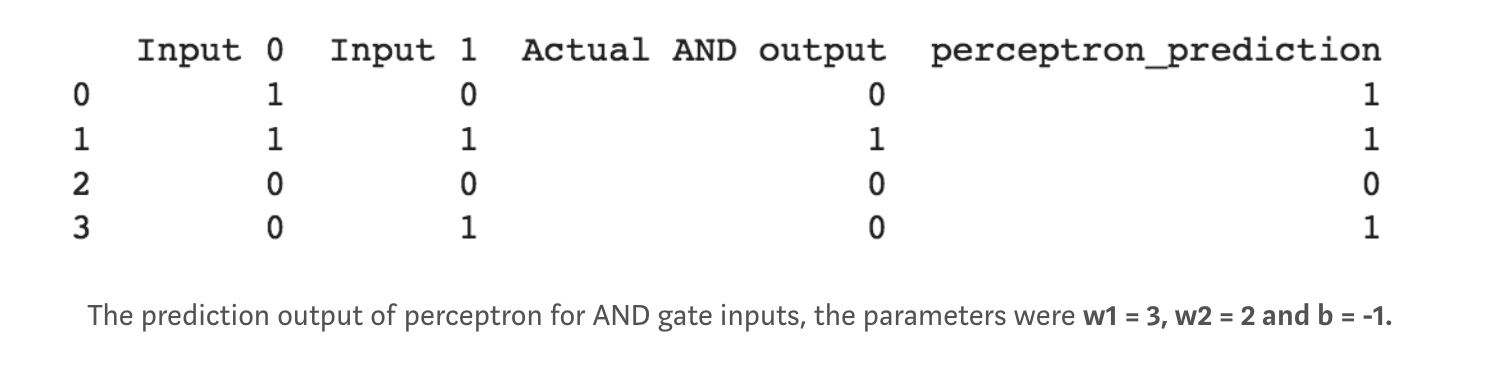 Input 0 Input 1 Actual AND output perceptron_prediction
0 1 0 0 1
1 1 1 1 1
2 0 0 0 0
3 0 1 0 1
The prediction output of perceptron for AND gate inputs, the parameters were w1 = 3, w2 = 2 and b = -1.